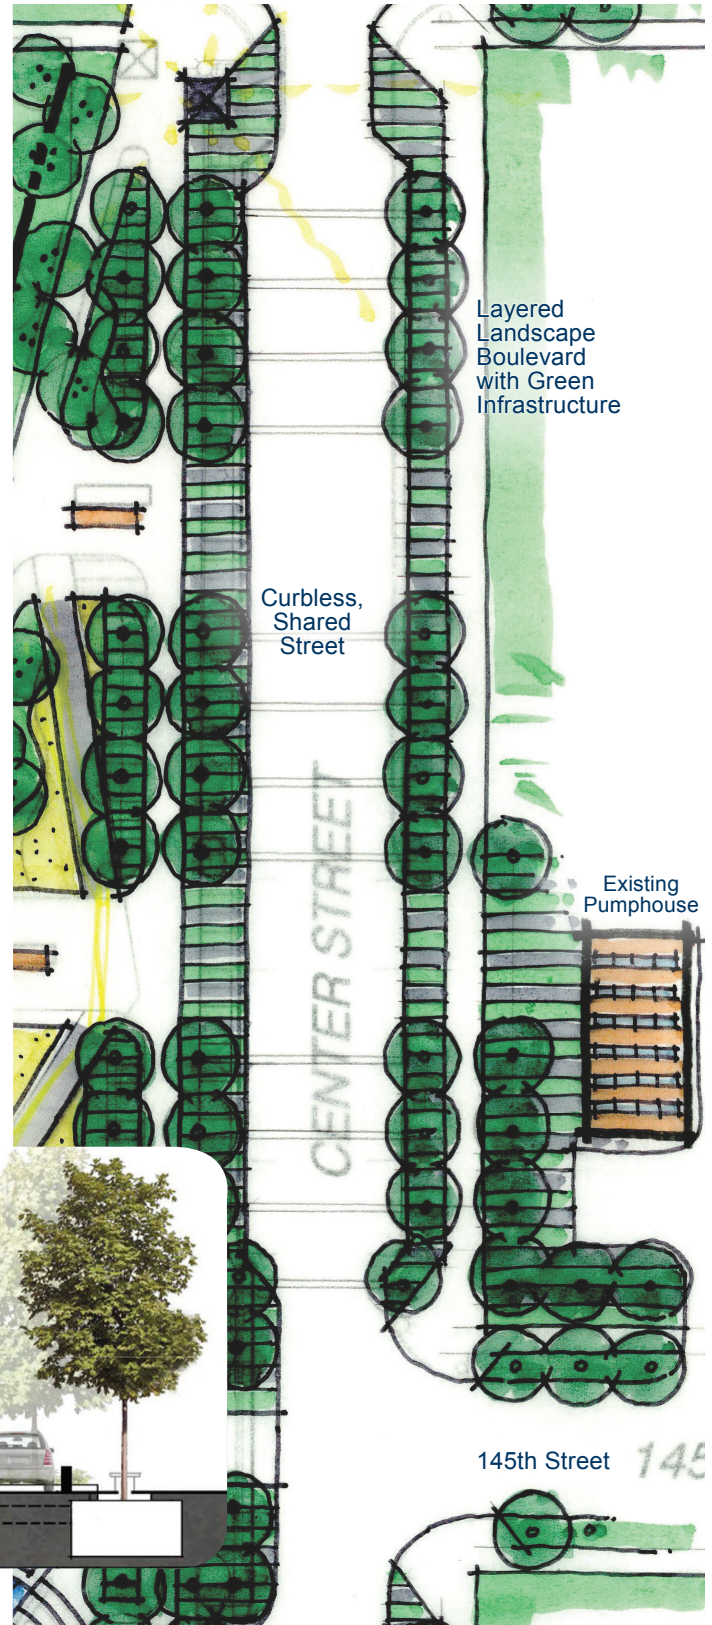 Layered
Landscape
Boulevard
with Green
Infrastructure
Curbless,
Shared
Street
CENTER STREET
Existing
Pumphouse
145th Street
145